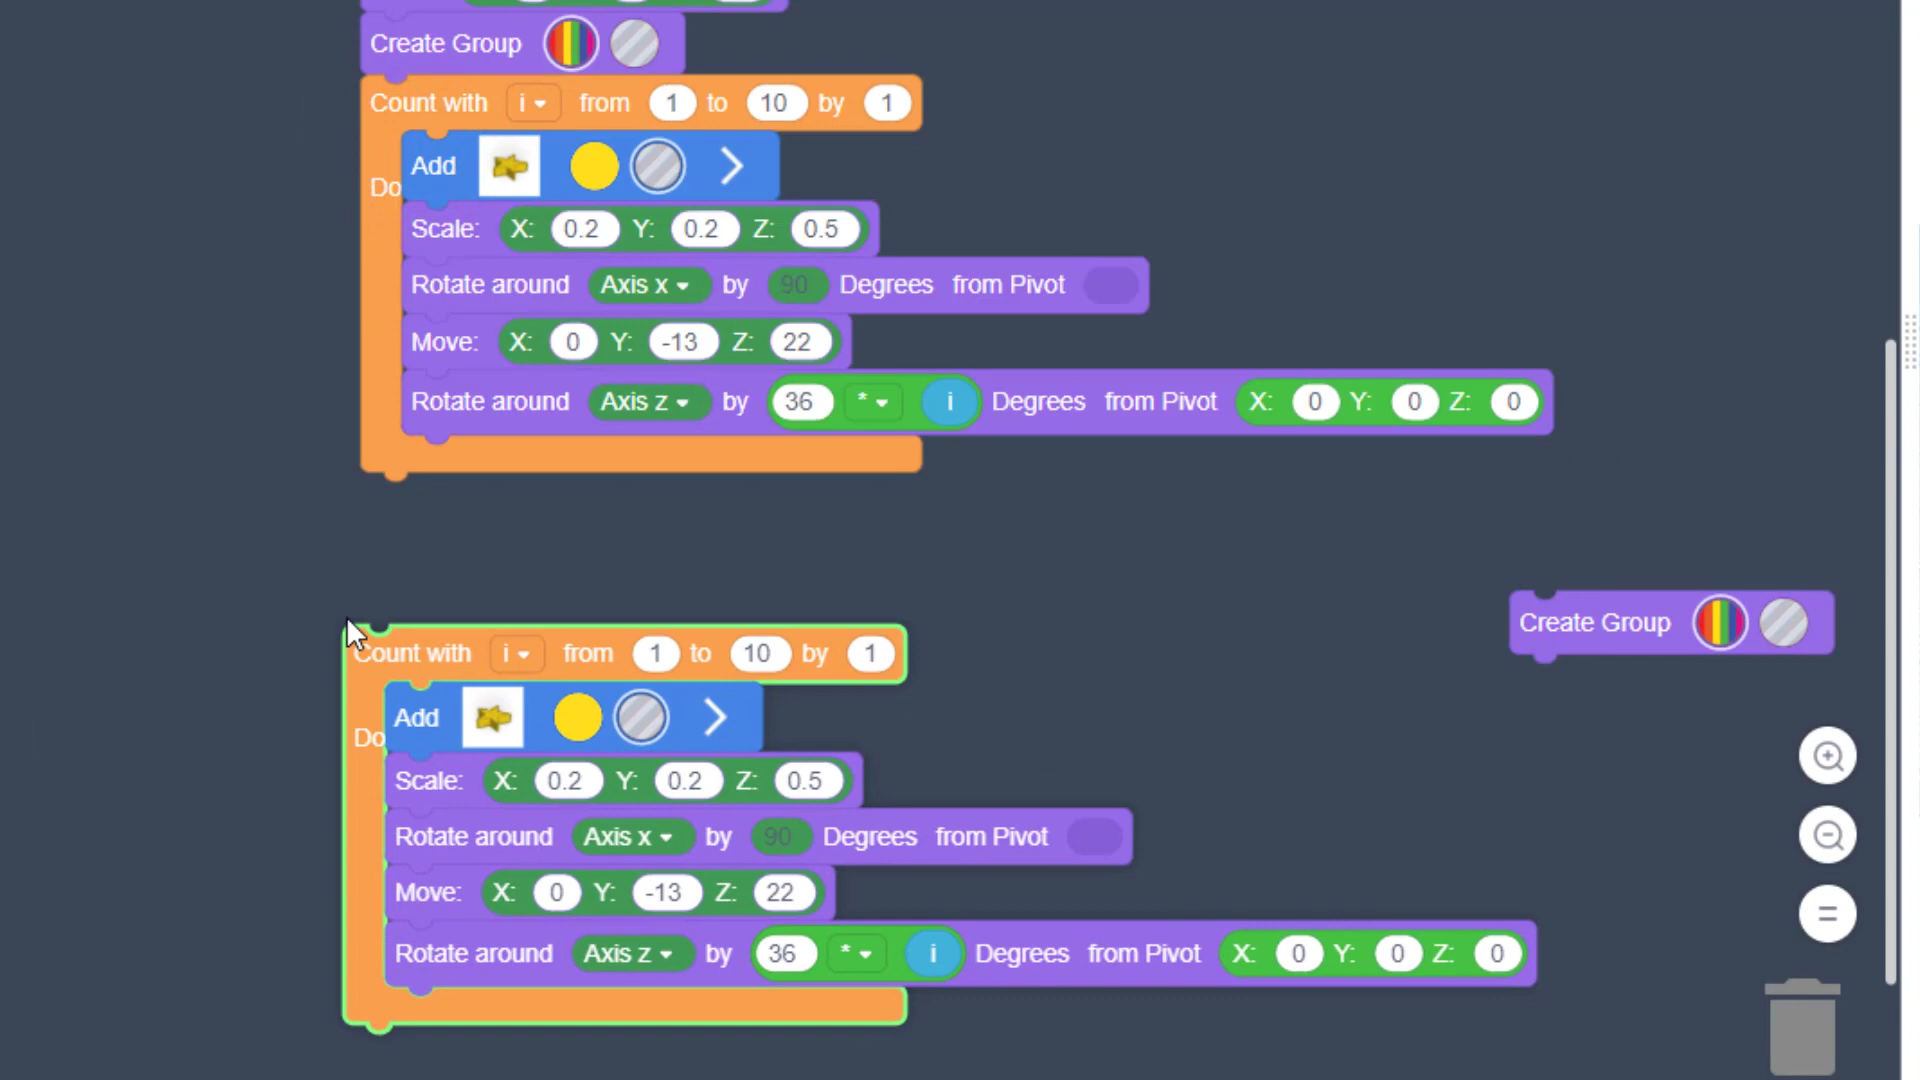 Create Group
Count with i from 1 to 10 by 1
Do
Add
Scale: X: 0.2 Y: 0.2 Z: 0.5
Rotate around Axis x by 90 Degrees from Pivot
Move: X: 0 Y: -13 Z: 22
Rotate around Axis z by 36 * i Degrees from Pivot X: 0 Y: 0 Z: 0
Create Group
Count with i from 1 to 10 by 1
Do
Add
Scale: X: 0.2 Y: 0.2 Z: 0.5
Rotate around Axis x by 90 Degrees from Pivot
Move: X: 0 Y: -13 Z: 22
Rotate around Axis z by 36 * i Degrees from Pivot X: 0 Y: 0 Z: 0